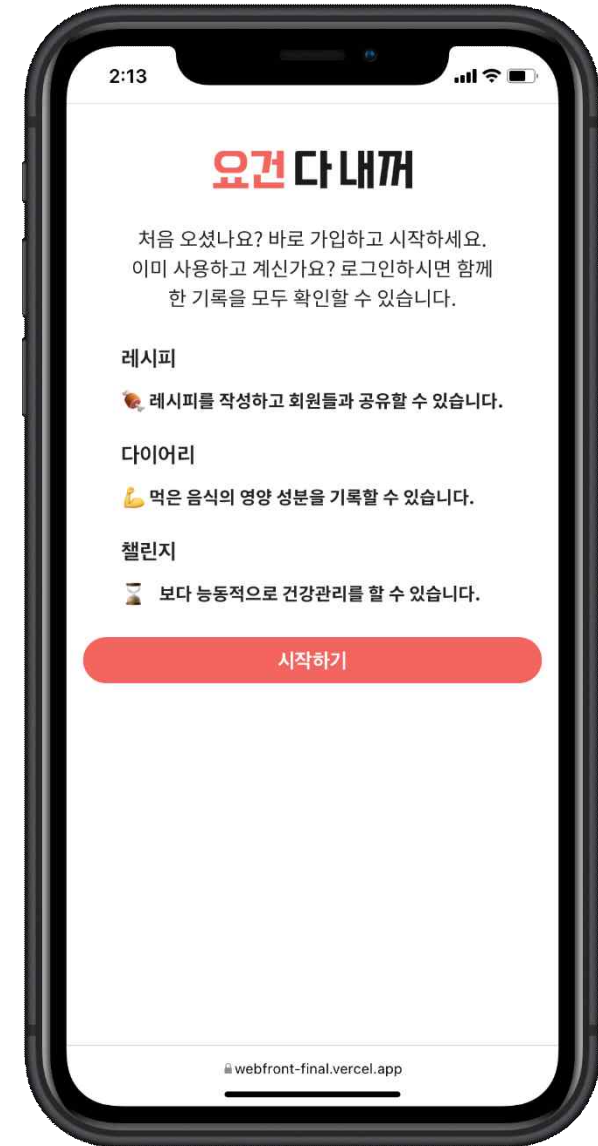 2:13
요건 다 내꺼
처음 오셨나요? 바로 가입하고 시작하세요.
이미 사용하고 계신가요? 로그인하시면 함께
한 기록을 모두 확인할 수 있습니다.
레시피
🍖 레시피를 작성하고 회원들과 공유할 수 있습니다.
다이어리
💪 먹은 음식의 영양 성분을 기록할 수 있습니다.
챌린지
⏳ 보다 능동적으로 건강관리를 할 수 있습니다.
시작하기
webfront-final.vercel.app